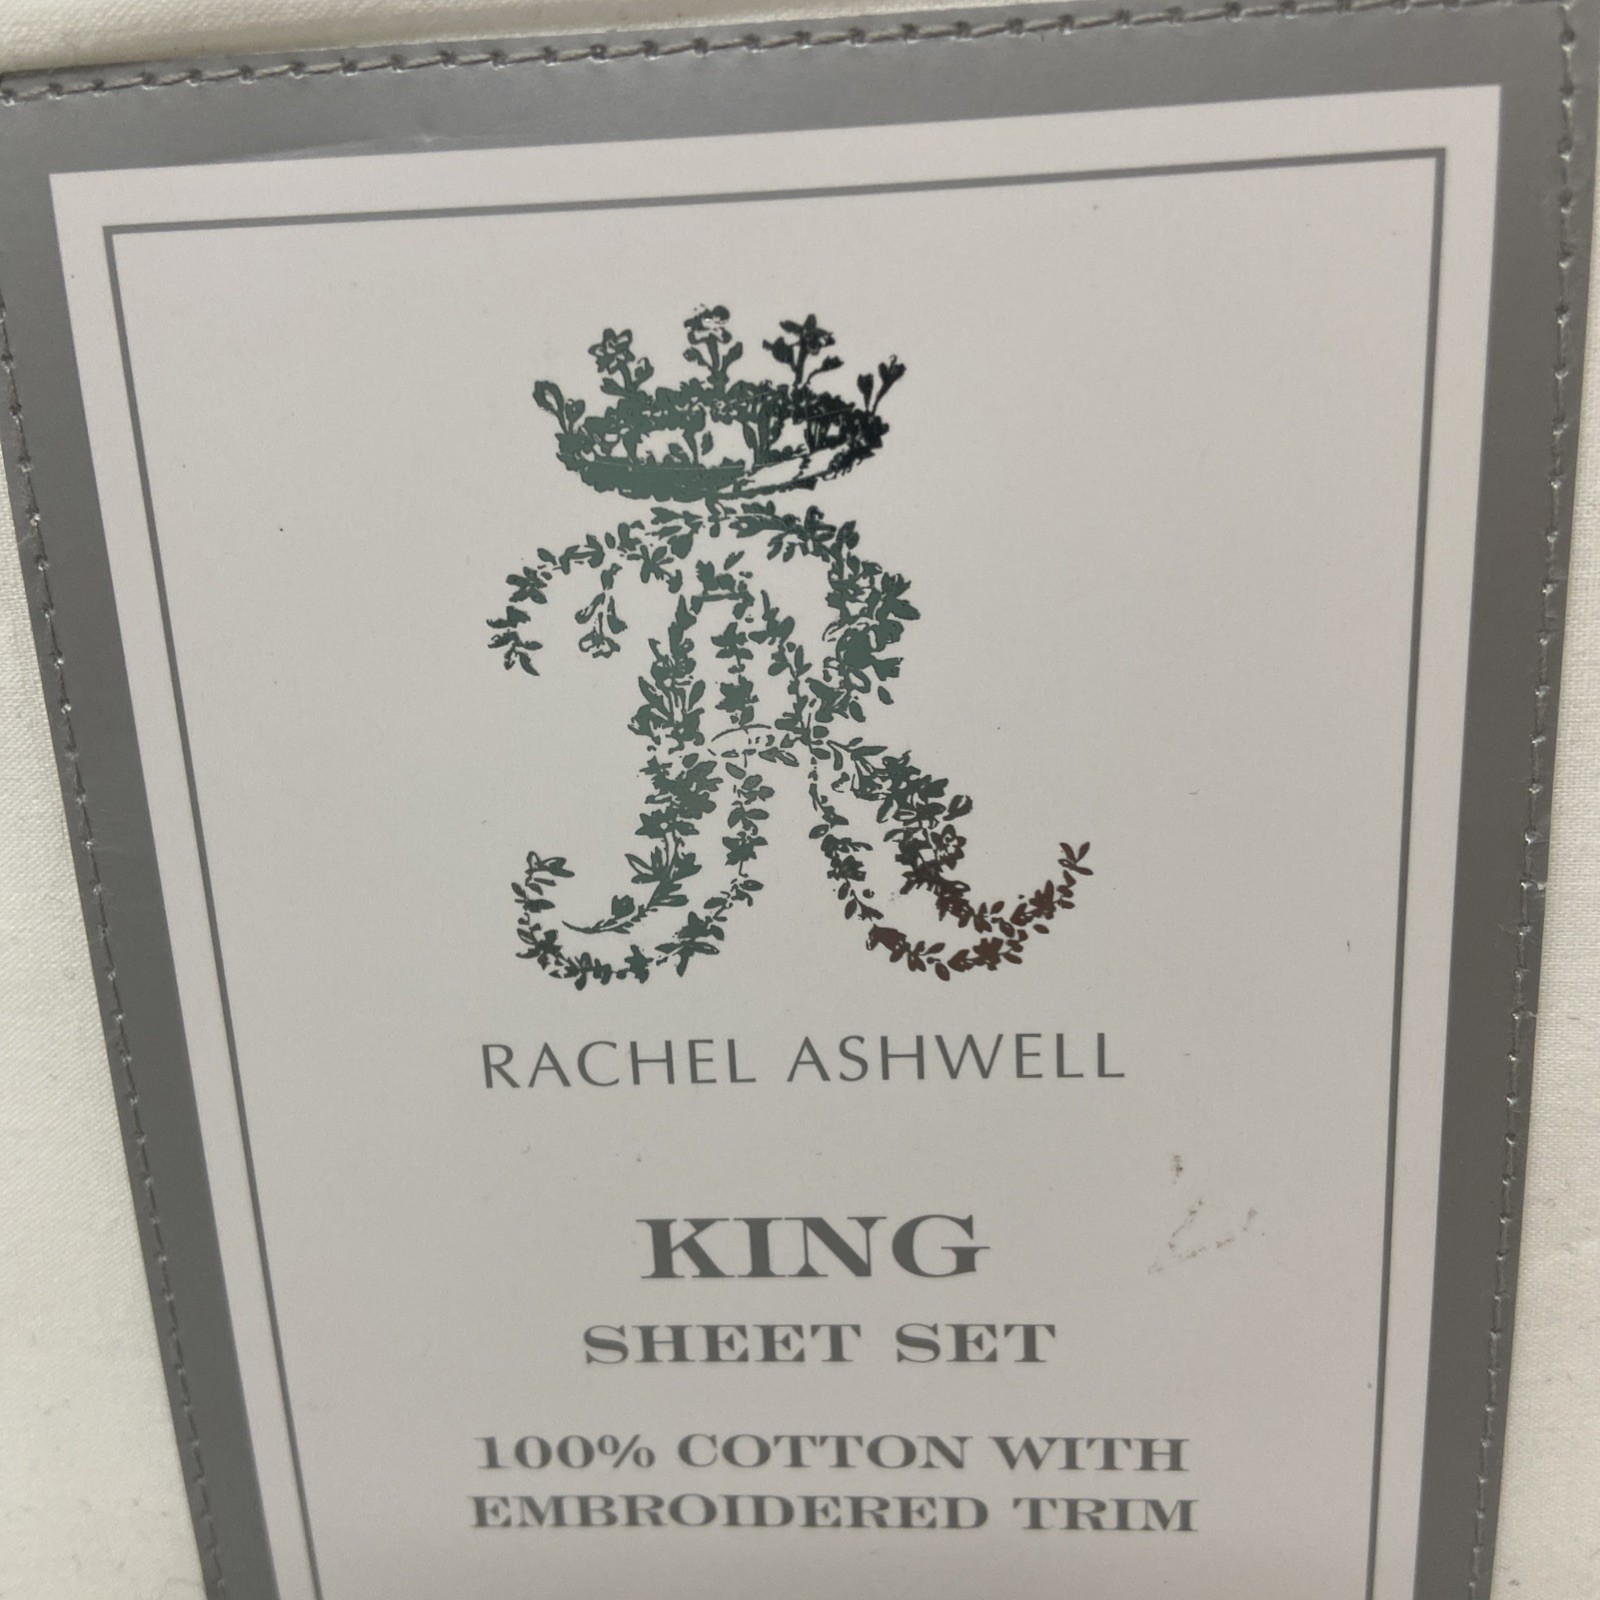 RACHEL ASHWELL
KING
SHEET SET
100% COTTON WITH
EMBROIDERED TRIM